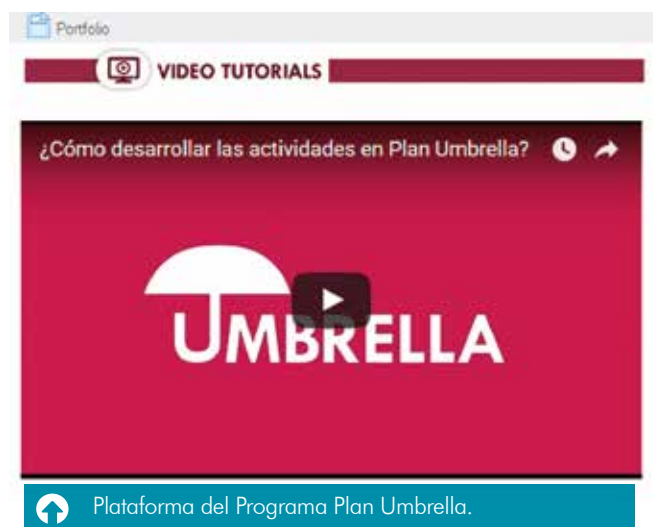 Portfolio
VIDEO TUTORIALS
¿Cómo desarrollar las actividades en Plan Umbrella?
UMBRELLA
Plataforma del Programa Plan Umbrella.